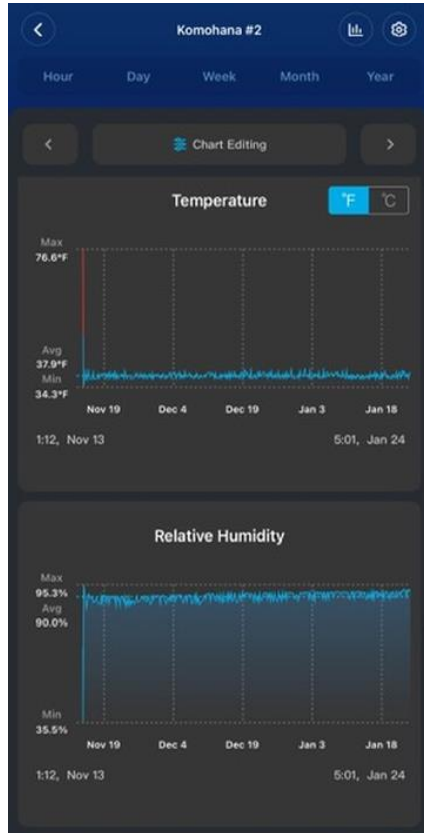 Komohana #2
Hour Day Week Month Year
Chart Editing
Temperature °F °C
Max
76.6°F
Avg
37.9°F
Min
34.3°F
Nov 19 Dec 4 Dec 19 Jan 3 Jan 18
1:12, Nov 13 5:01, Jan 24
Relative Humidity
Max
95.3%
Avg
90.0%
Min
35.5%
Nov 19 Dec 4 Dec 19 Jan 3 Jan 18
1:12, Nov 13 5:01, Jan 24